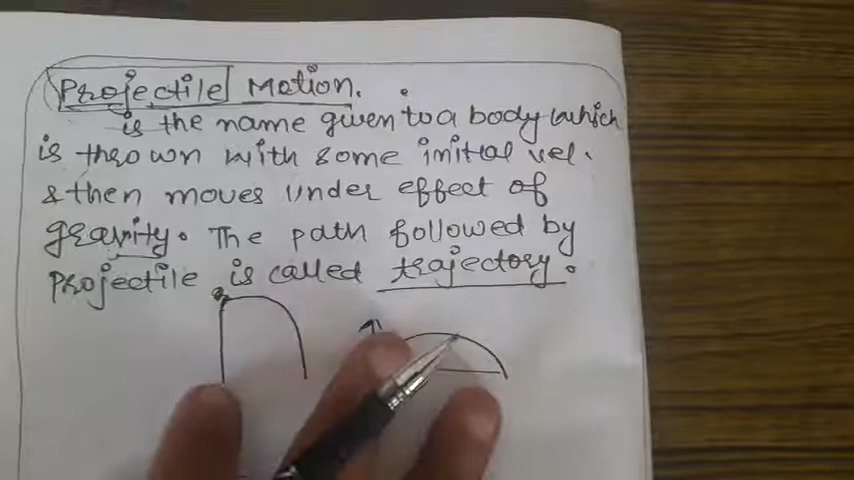 Projectile Motion.
is the name given to a body which
is thrown with some initial vel.
& then moves under effect of
gravity. The path followed by
Projectile is called trajectory.